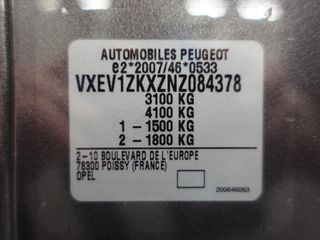 AUTOMOBILES PEUGEOT
e2*2007/46*0533
VXEV1ZKXZNZ084378
3100 KG
4100 KG
1 - 1500 KG
2 - 1800 KG
2-10 BOULEVARD DE L'EUROPE
78300 POISSY (FRANCE)
OPEL
200646063